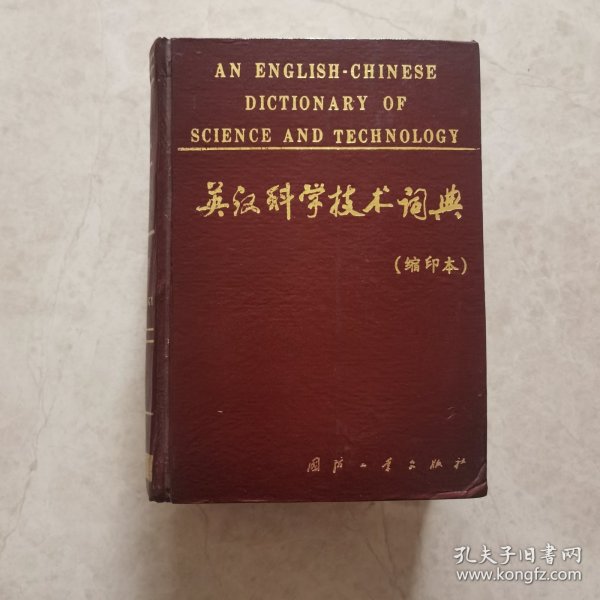 AN ENGLISH-CHINESE
DICTIONARY OF
SCIENCE AND TECHNOLOGY
英汉科学技术词典
(缩印本)
国防工业出版社
孔夫子旧书网
www.kongfz.com